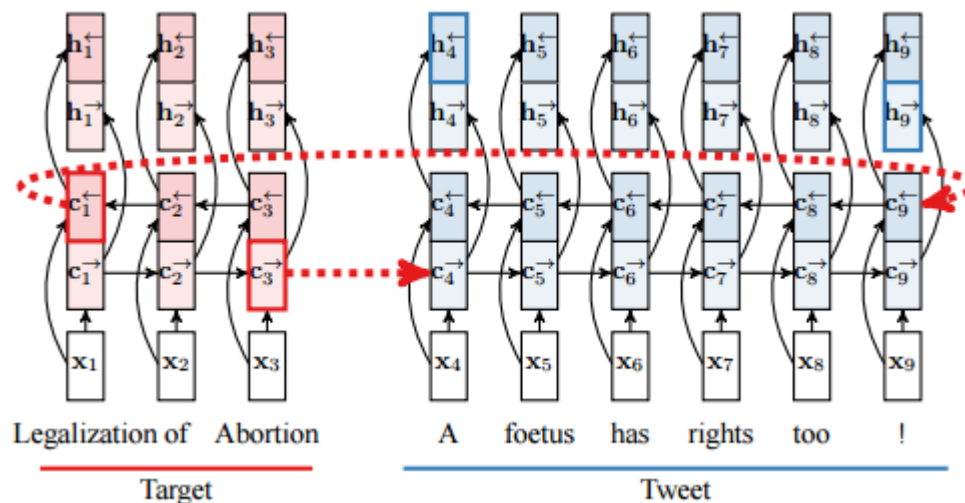 h₁← h₂← h₃← h₄← h₅← h₆← h₇← h₈← h₉←
h₁→ h₂→ h₃→ h₄→ h₅→ h₆→ h₇→ h₈→ h₉→
c₁← c₂← c₃← c₄← c₅← c₆← c₇← c₈← c₉←
c₁→ c₂→ c₃→ c₄→ c₅→ c₆→ c₇→ c₈→ c₉→
x₁ x₂ x₃ x₄ x₅ x₆ x₇ x₈ x₉
Legalization of Abortion A foetus has rights too !
Target Tweet